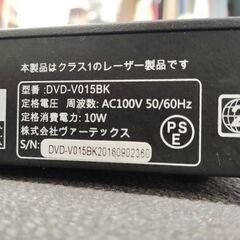 本製品はクラス1のレーザー製品です
型番:DVD-V015BK
定格電圧 周波数: AC100V 50/60Hz
定格消費電力: 10W
株式会社ヴァーテックス
S/N:
DVD-V015BK20160902360
PS
E
BK